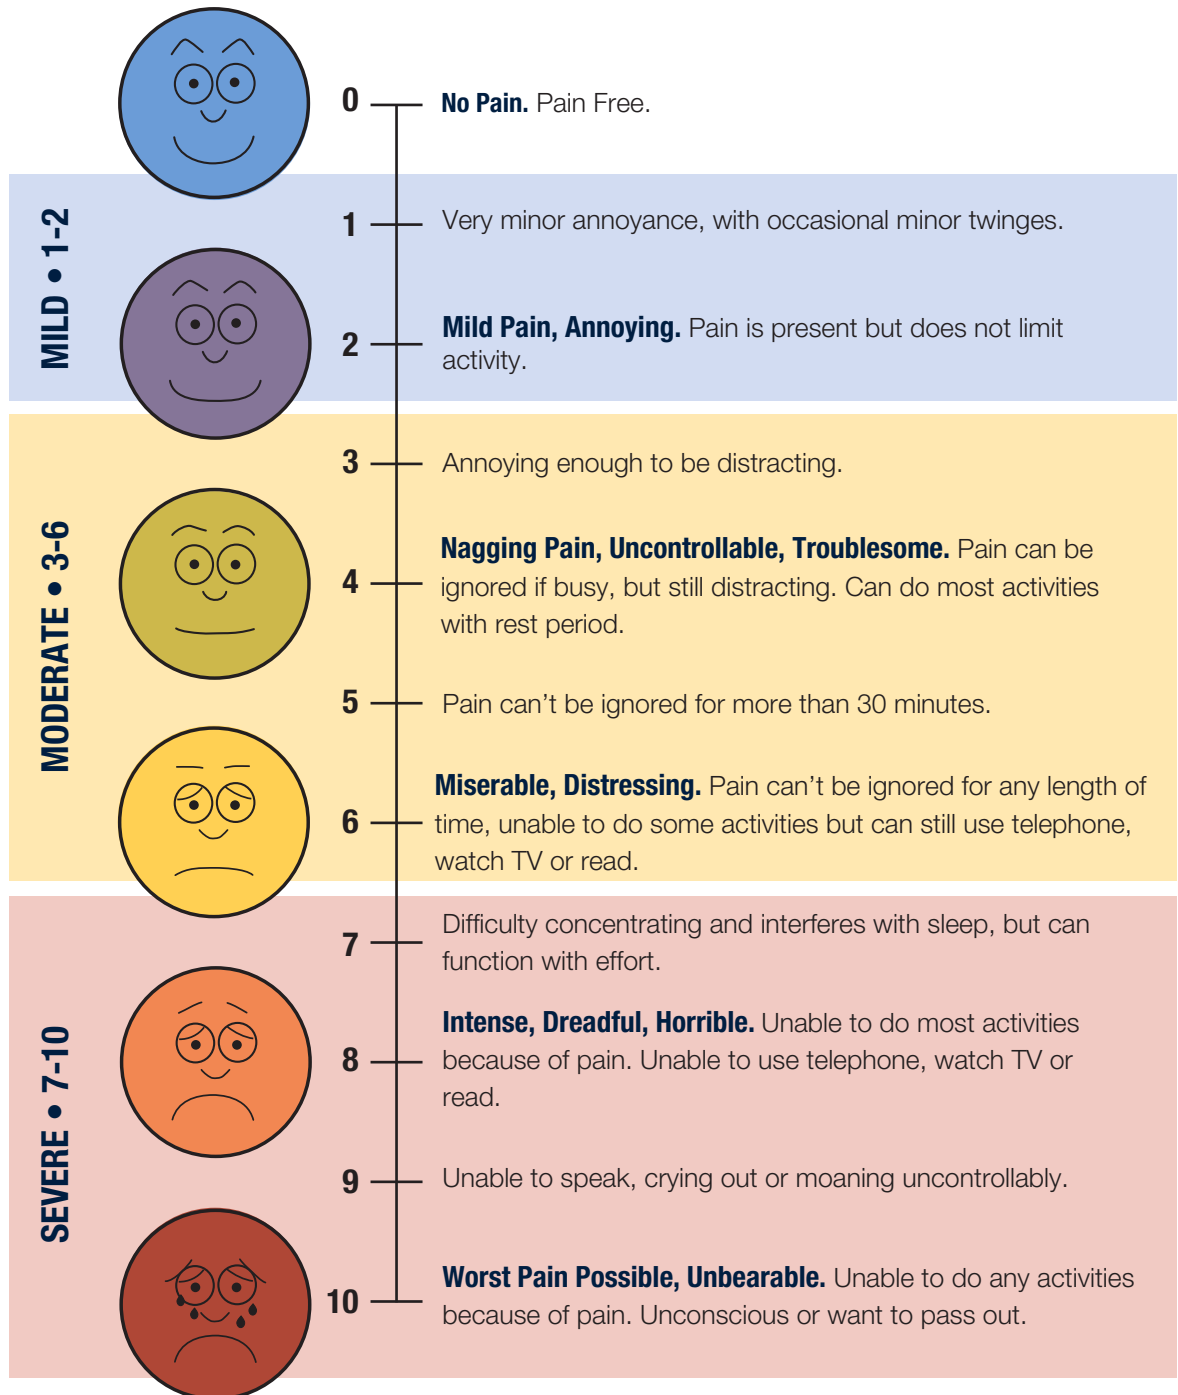 0 No Pain. Pain Free.
MILD • 1-2
1 Very minor annoyance, with occasional minor twinges.
2 Mild Pain, Annoying. Pain is present but does not limit
activity.
MODERATE • 3-6
3 Annoying enough to be distracting.
Nagging Pain, Uncontrollable, Troublesome. Pain can be
4 ignored if busy, but still distracting. Can do most activities
with rest period.
5 Pain can’t be ignored for more than 30 minutes.
Miserable, Distressing. Pain can’t be ignored for any length of
6 time, unable to do some activities but can still use telephone,
watch TV or read.
SEVERE • 7-10
7 Difficulty concentrating and interferes with sleep, but can
function with effort.
Intense, Dreadful, Horrible. Unable to do most activities
8 because of pain. Unable to use telephone, watch TV or
read.
9 Unable to speak, crying out or moaning uncontrollably.
Worst Pain Possible, Unbearable. Unable to do any activities
10 because of pain. Unconscious or want to pass out.